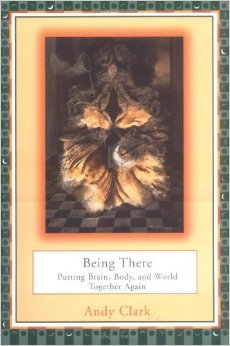 Being There
Putting Brain, Body, and World
Together Again
Andy Clark